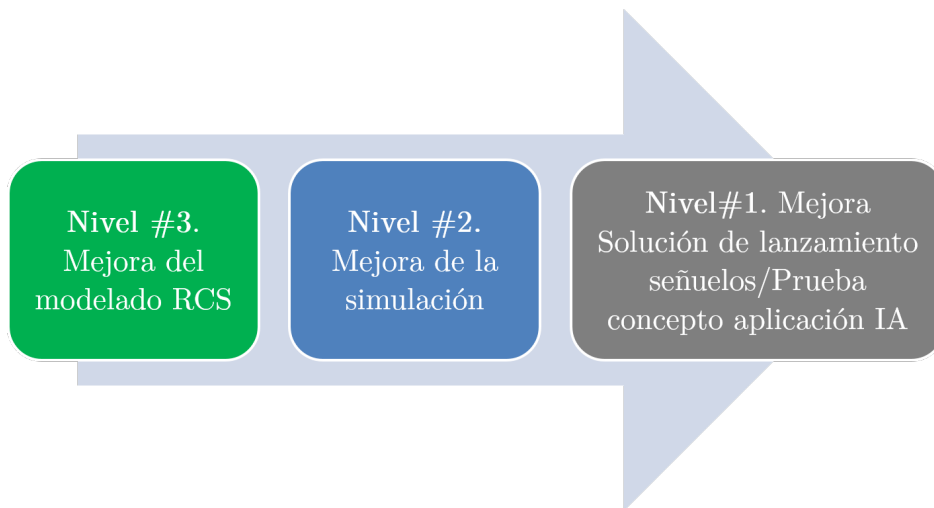 Nivel #3.
Mejora del
modelado RCS
Nivel #2.
Mejora de la
simulación
Nivel#1. Mejora
Solución de lanzamiento
señuelos/Prueba
concepto aplicación IA